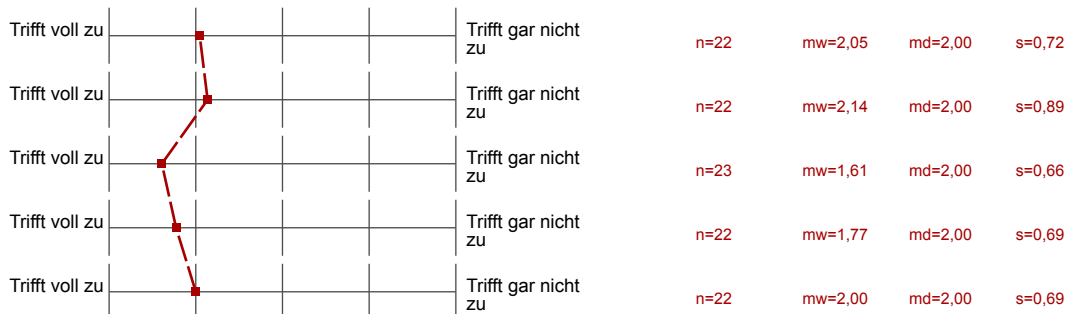 Trifft voll zu Trifft gar nicht
zu n=22 mw=2,05 md=2,00 s=0,72
Trifft voll zu Trifft gar nicht
zu n=22 mw=2,14 md=2,00 s=0,89
Trifft voll zu Trifft gar nicht
zu n=23 mw=1,61 md=2,00 s=0,66
Trifft voll zu Trifft gar nicht
zu n=22 mw=1,77 md=2,00 s=0,69
Trifft voll zu Trifft gar nicht
zu n=22 mw=2,00 md=2,00 s=0,69